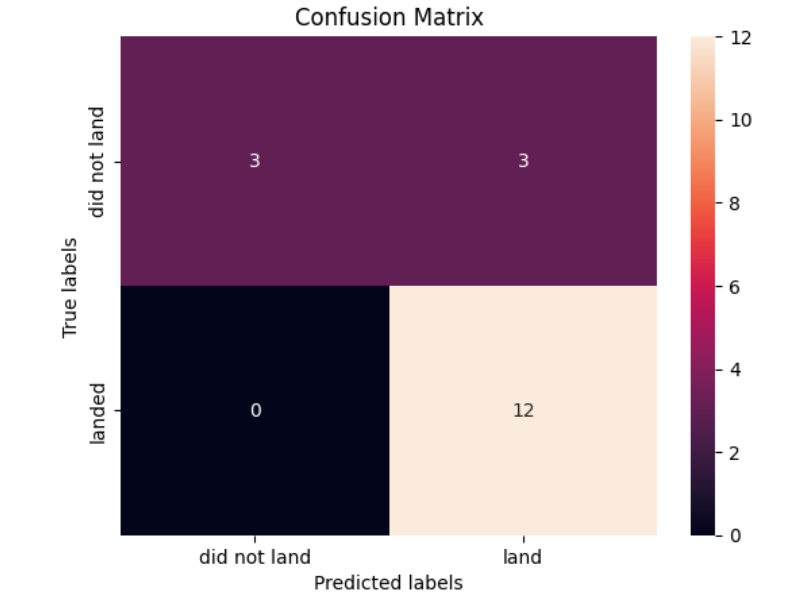 Confusion Matrix
True labels
did not land
landed
3
3
0
12
did not land
land
Predicted labels
12
10
8
6
4
2
0